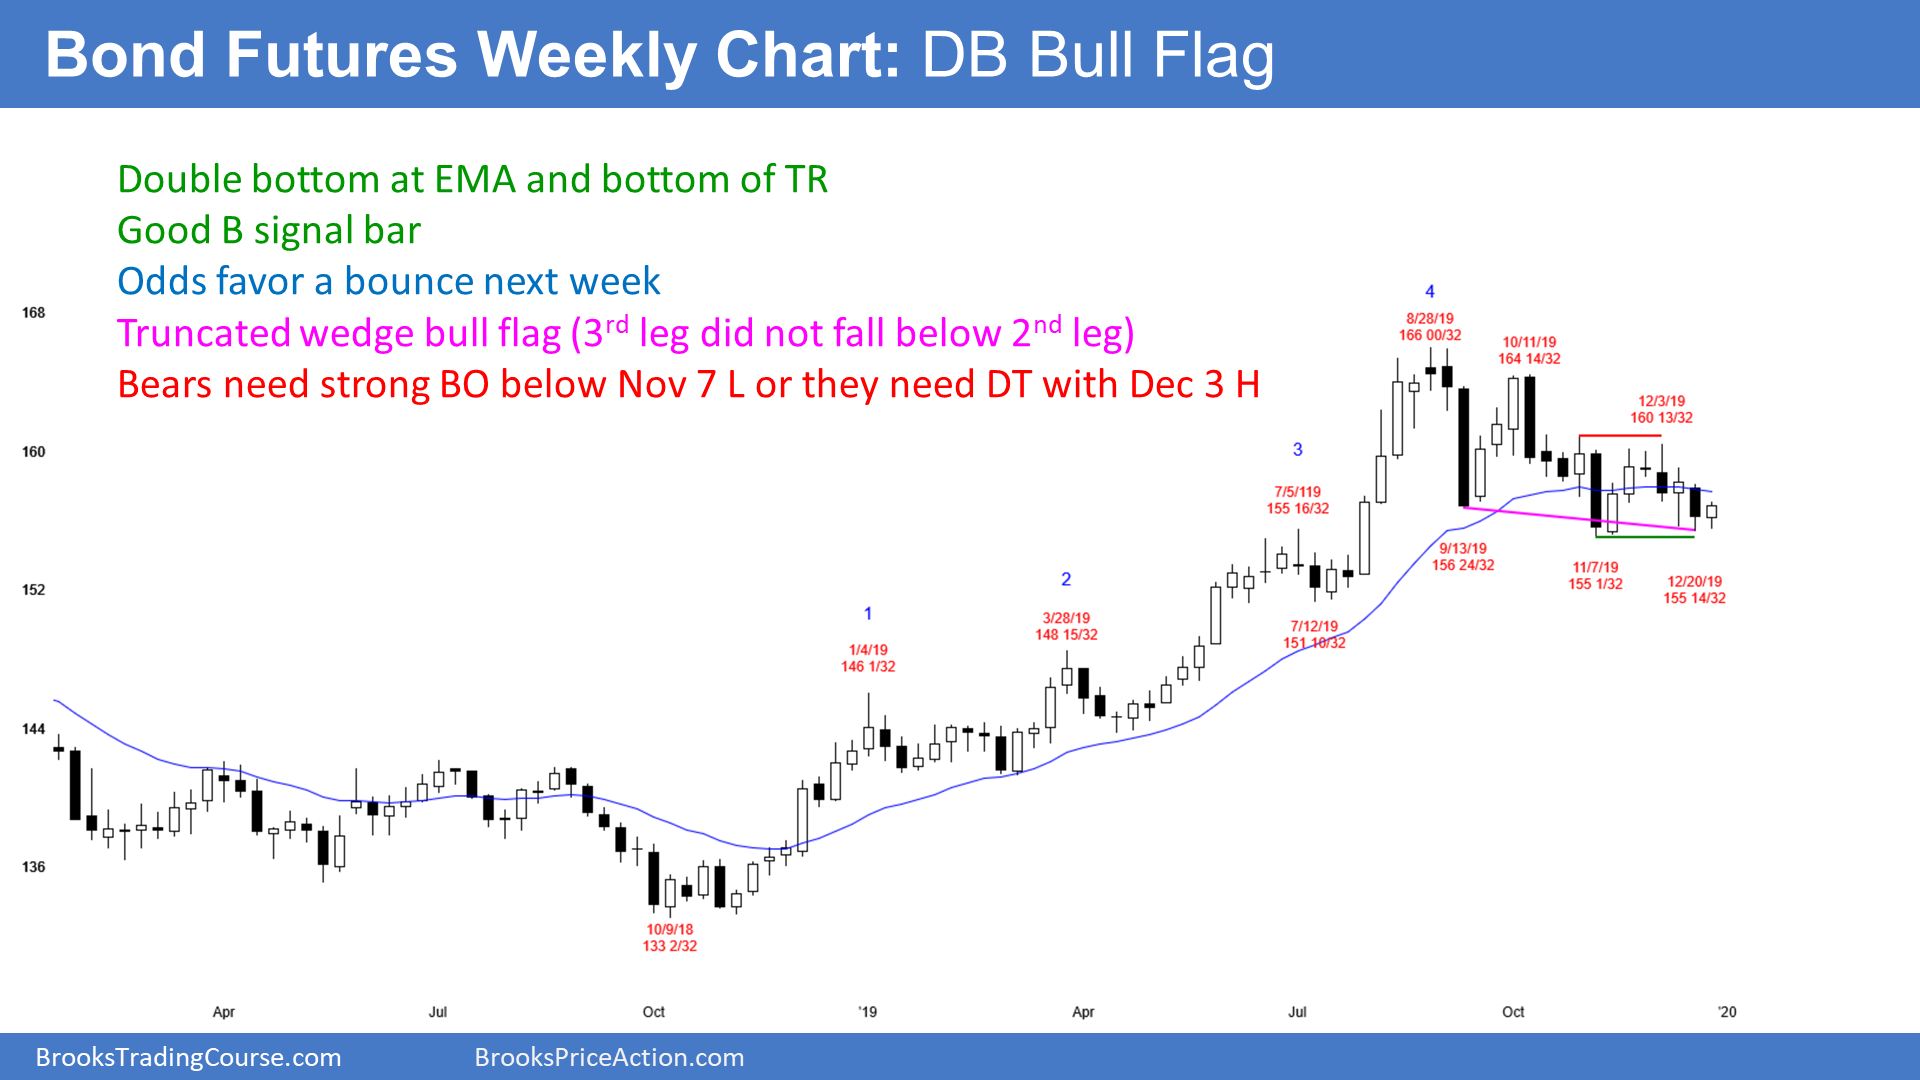 Bond Futures Weekly Chart: DB Bull Flag
Double bottom at EMA and bottom of TR
Good B signal bar
Odds favor a bounce next week
Truncated wedge bull flag (3rd leg did not fall below 2nd leg)
Bears need strong BO below Nov 7 L or they need DT with Dec 3 H
168
160
152
144
136
1
1/4/19
146 1/32
2
3/28/19
148 15/32
3
7/5/119
155 16/32
4
8/28/19
166 00/32
10/11/19
164 14/32
12/3/19
160 13/32
9/13/19
156 24/32
11/7/19
155 1/32
12/20/19
155 14/32
7/12/19
151 10/32
10/9/18
133 2/32
Apr
Jul
Oct
'19
Apr
Jul
Oct
'20
BrooksTradingCourse.com
BrooksPriceAction.com